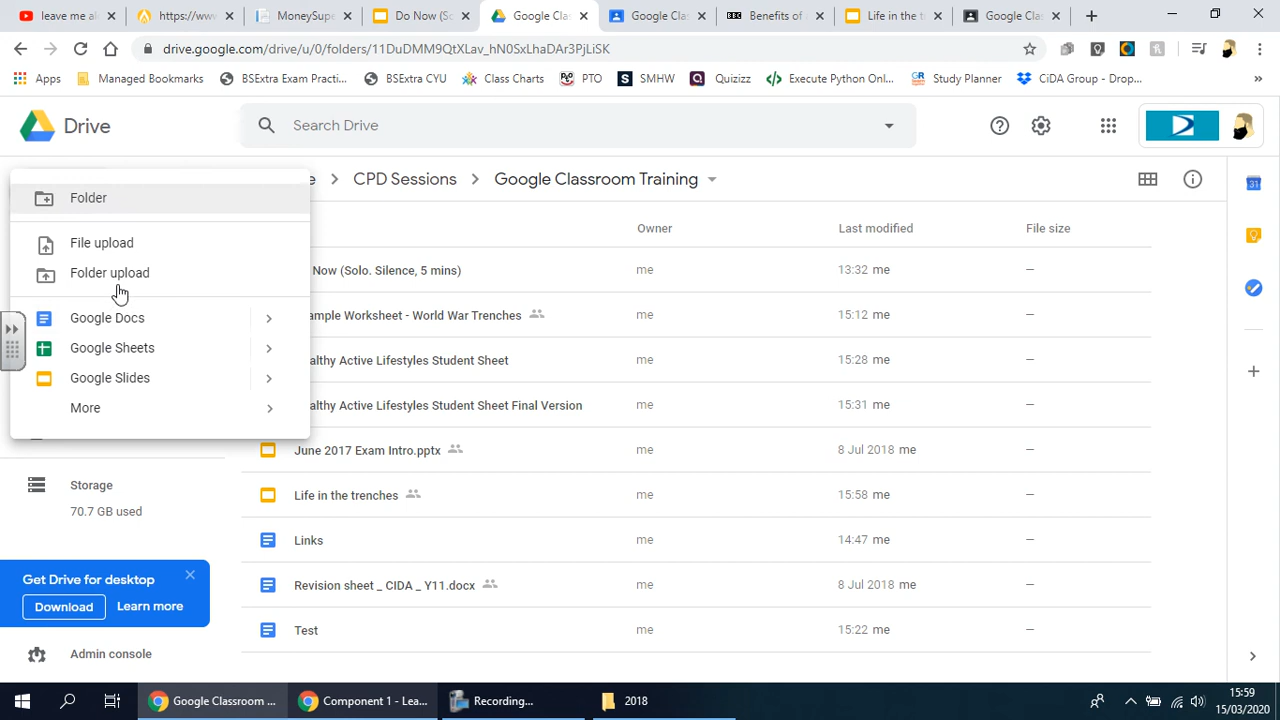 leave me ali
https://www
MoneySupe
Do Now (Sc
Google Clas
Google Clas
Benefits of
Life in the t
Google Clas
drive.google.com/drive/u/0/folders/11DuDMM9QtXLav_hN0SxLhaDAr3PjLiSK
Apps
Managed Bookmarks
BSExtra Exam Practi...
BSExtra CYU
Class Charts
PTO
SMHW
Quizizz
Execute Python Onl...
Study Planner
CiDA Group - Drop...
Drive
Search Drive
e > CPD Sessions > Google Classroom Training
Folder
File upload
Folder upload
Google Docs
Google Sheets
Google Slides
More
Owner Last modified File size
Now (Solo. Silence, 5 mins) me 13:32 me —
ample Worksheet - World War Trenches me 15:12 me —
althy Active Lifestyles Student Sheet me 15:28 me —
althy Active Lifestyles Student Sheet Final Version me 15:31 me —
June 2017 Exam Intro.pptx me 8 Jul 2018 me —
Life in the trenches me 15:58 me —
Links me 14:47 me —
Revision sheet _ CIDA _ Y11.docx me 8 Jul 2018 me —
Test me 15:22 me —
Storage
70.7 GB used
Get Drive for desktop
Download Learn more
Admin console
31
Google Classroom ...
Component 1 - Lea...
Recording...
2018
15:59
15/03/2020